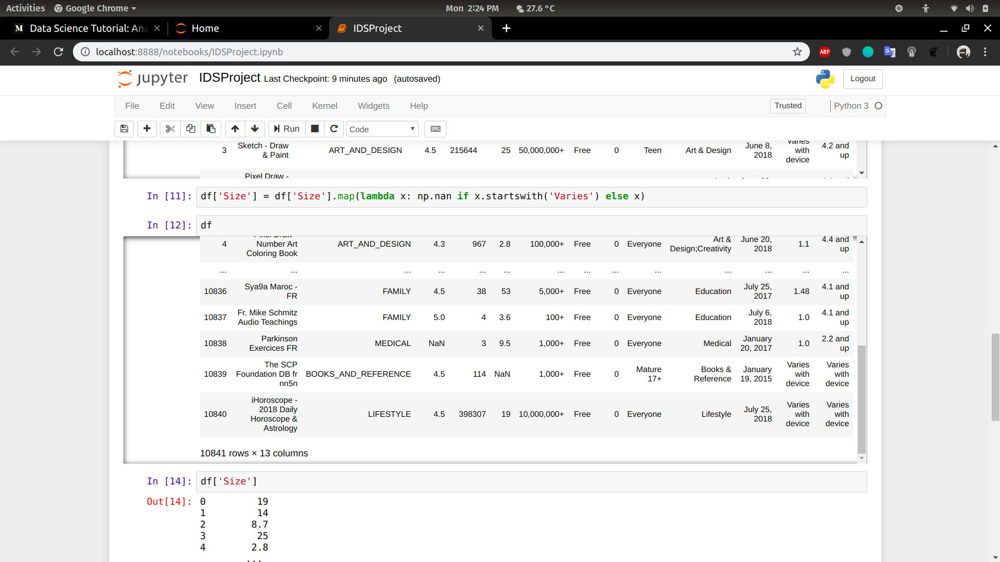 Activities Google Chrome Mon 2:24 PM 27.6 °C
M Data Science Tutorial: Ana Home IDSProject
localhost:8888/notebooks/IDSProject.ipynb ABP
jupyter IDSProject Last Checkpoint: 9 minutes ago (autosaved) Logout
File Edit View Insert Cell Kernel Widgets Help Trusted Python 3
Run Code
3 Sketch - Draw & Paint ART_AND_DESIGN 4.5 215644 25 50,000,000+ Free 0 Teen Art & Design June 8, 2018 Varies with device 4.2 and up
Pixel Draw -
In [11]: df['Size'] = df['Size'].map(lambda x: np.nan if x.startswith('Varies') else x)
In [12]: df
4 Pixel Draw - Number Art Coloring Book ART_AND_DESIGN 4.3 967 2.8 100,000+ Free 0 Everyone Art & Design;Creativity June 20, 2018 1.1 4.4 and up
... ... ... ... ... ... ... ... ... ... ... ... ... ...
10836 Sya9a Maroc - FR FAMILY 4.5 38 53 5,000+ Free 0 Everyone Education July 25, 2017 1.48 4.1 and up
10837 Fr. Mike Schmitz Audio Teachings FAMILY 5.0 4 3.6 100+ Free 0 Everyone Education July 6, 2018 1.0 4.1 and up
10838 Parkinson Exercices FR MEDICAL NaN 3 9.5 1,000+ Free 0 Everyone Medical January 20, 2017 1.0 2.2 and up
10839 The SCP Foundation DB fr nn5n BOOKS_AND_REFERENCE 4.5 114 NaN 1,000+ Free 0 Mature 17+ Books & Reference January 19, 2015 Varies with device Varies with device
10840 iHoroscope - 2018 Daily Horoscope & Astrology LIFESTYLE 4.5 398307 19 10,000,000+ Free 0 Everyone Lifestyle July 25, 2018 Varies with device Varies with device
10841 rows × 13 columns
In [14]: df['Size']
Out[14]: 0 19
1 14
2 8.7
3 25
4 2.8
...